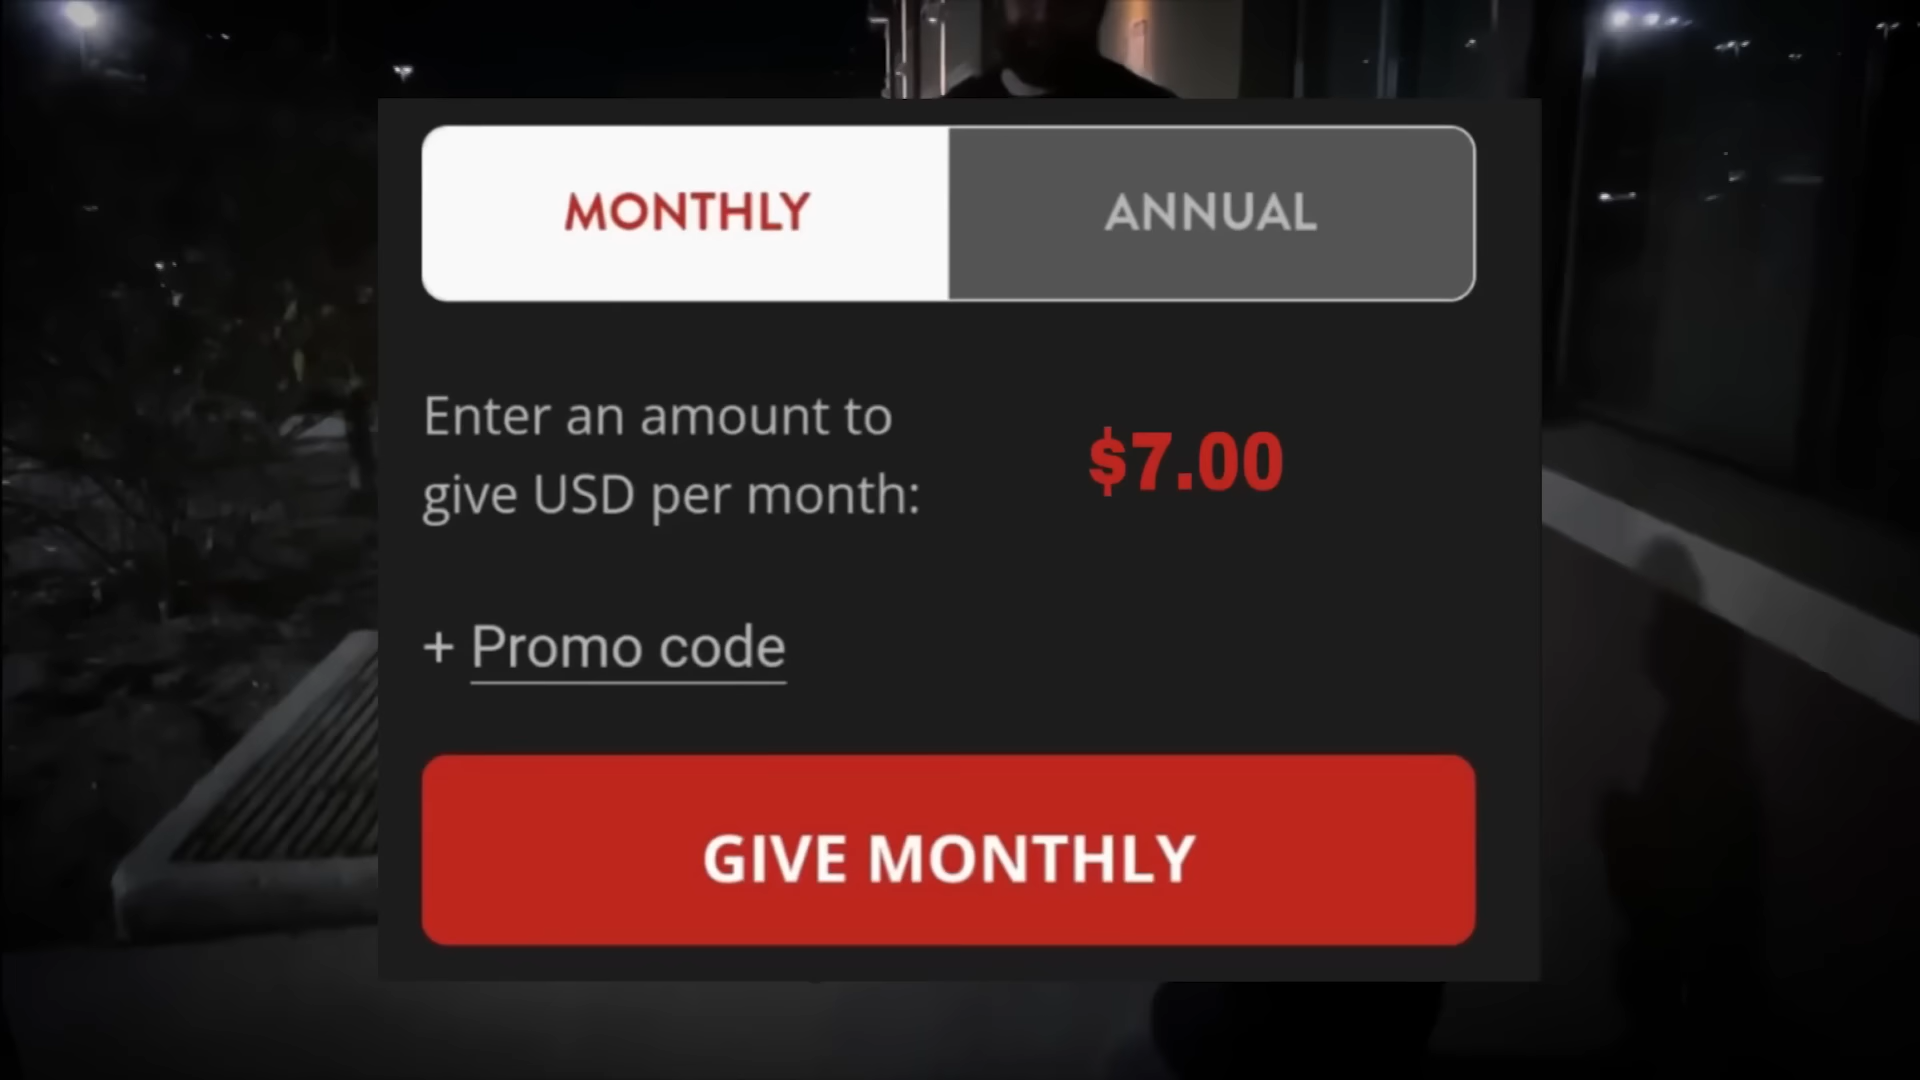 MONTHLY
ANNUAL
Enter an amount to
give USD per month:
$7.00
+ Promo code
GIVE MONTHLY